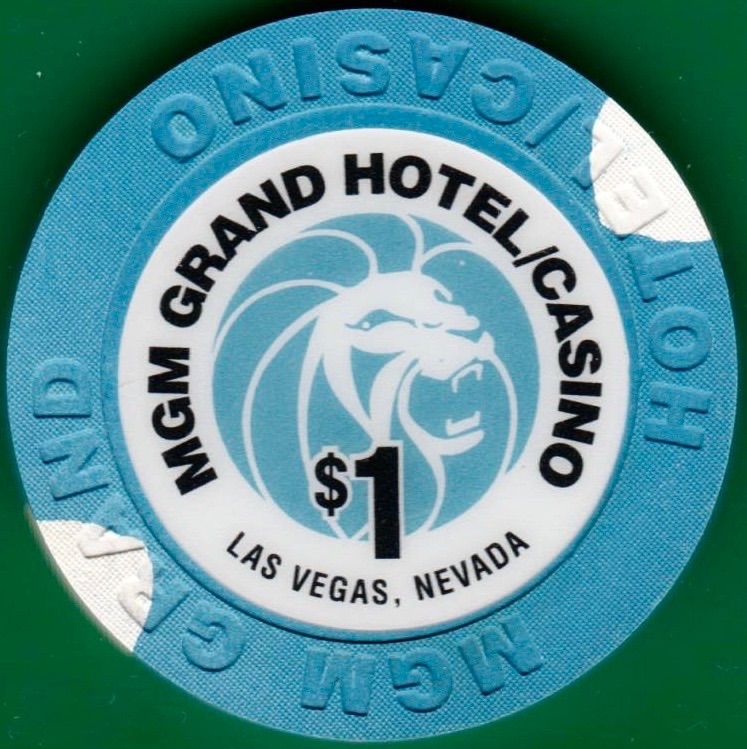 MGM GRAND HOTEL/CASINO
$1
LAS VEGAS, NEVADA
MGM GRAND
HOTEL/CASINO